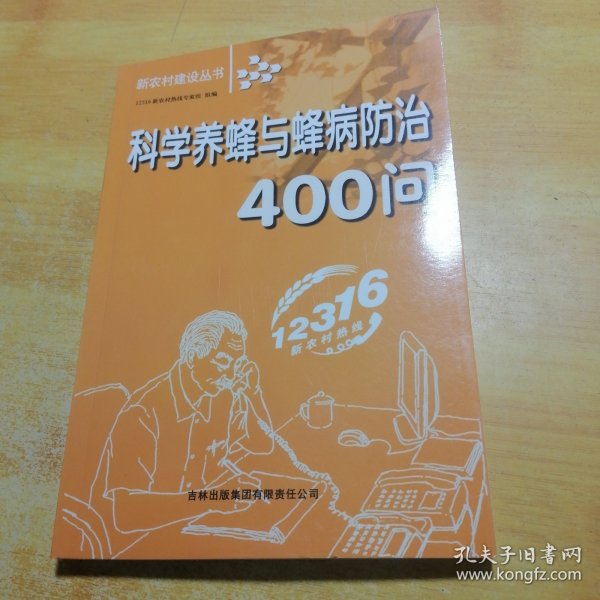 新农村建设丛书
12316新农村热线专家组 组编
科学养蜂与蜂病防治
400问
12316
新农村热线
吉林出版集团有限责任公司
孔夫子旧书网
www.kongfz.com